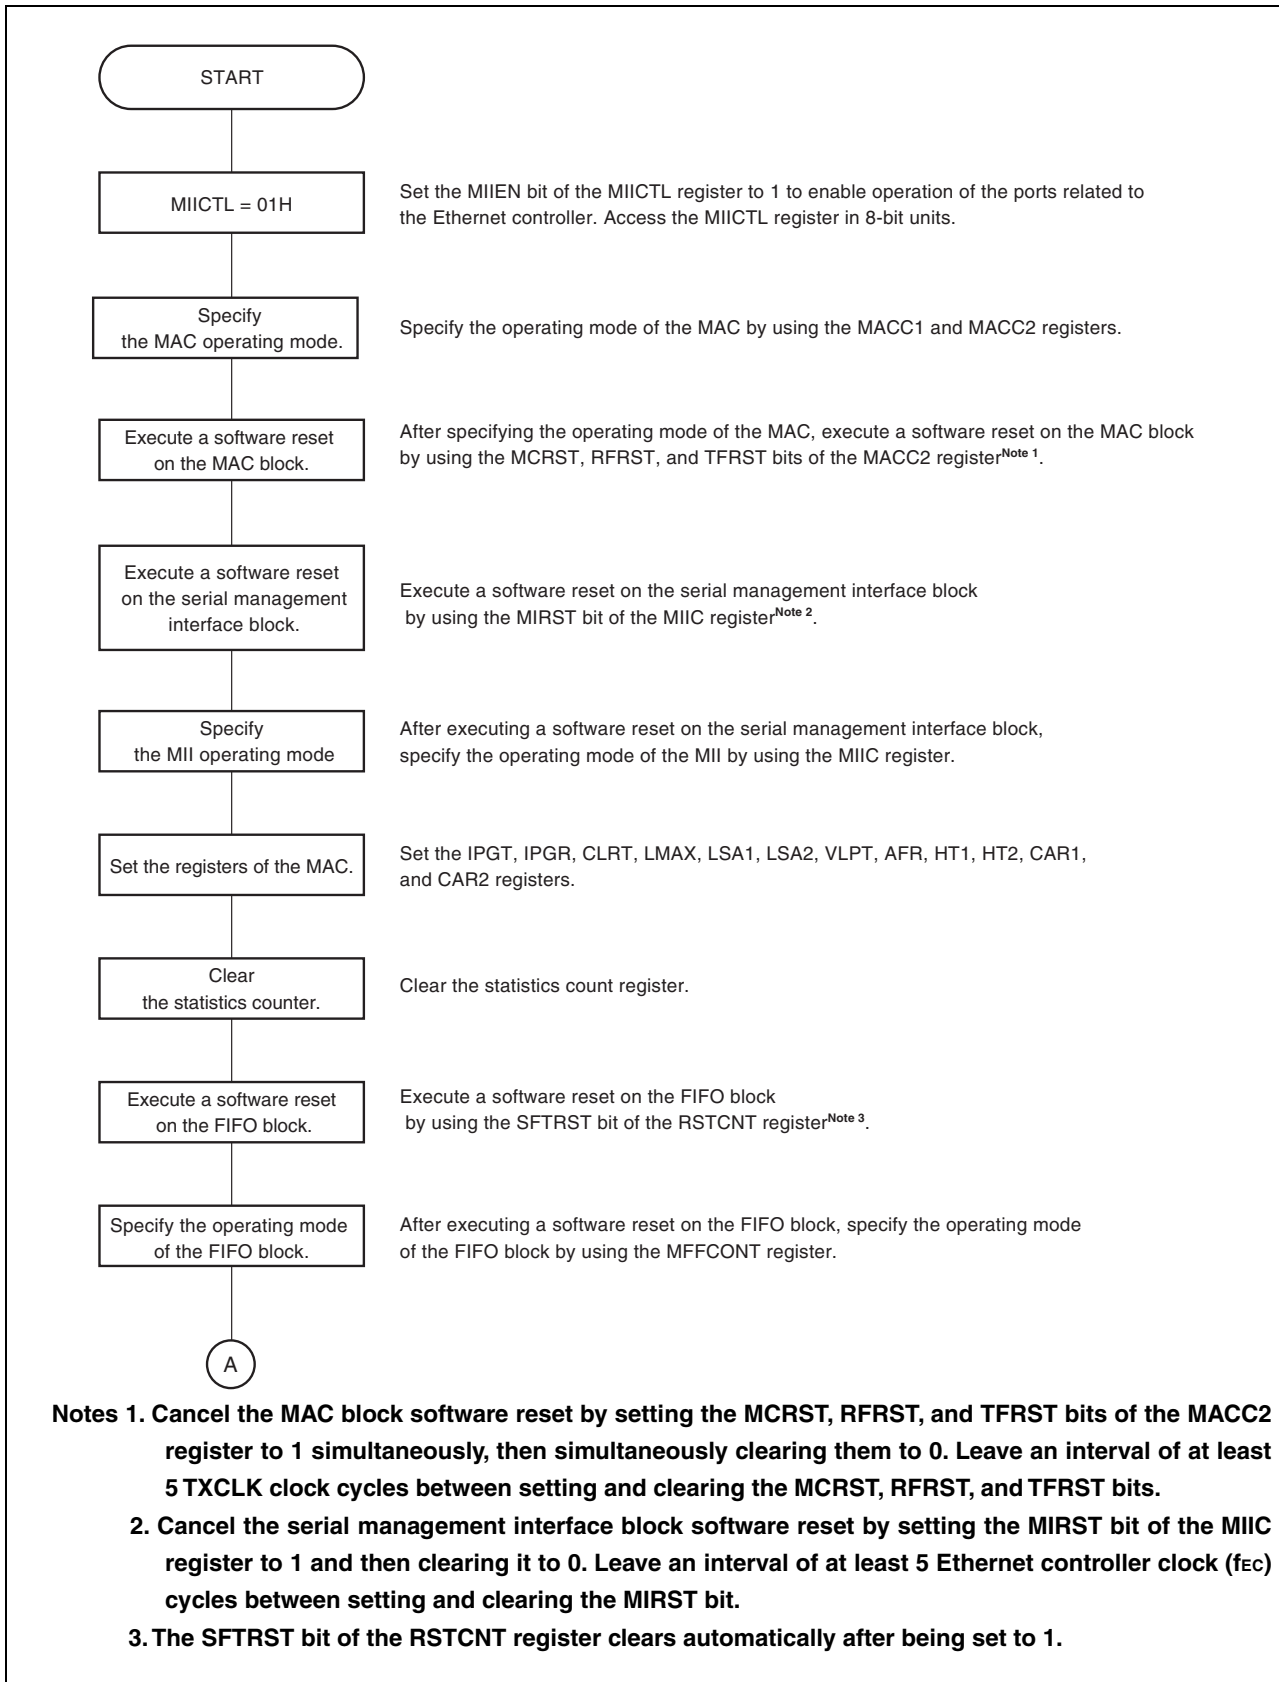 START
MIICTL = 01H
Set the MIIEN bit of the MIICTL register to 1 to enable operation of the ports related to
the Ethernet controller. Access the MIICTL register in 8-bit units.
Specify
the MAC operating mode.
Specify the operating mode of the MAC by using the MACC1 and MACC2 registers.
Execute a software reset
on the MAC block.
After specifying the operating mode of the MAC, execute a software reset on the MAC block
by using the MCRST, RFRST, and TFRST bits of the MACC2 registerNote 1.
Execute a software reset
on the serial management
interface block.
Execute a software reset on the serial management interface block
by using the MIRST bit of the MIIC registerNote 2.
Specify
the MII operating mode
After executing a software reset on the serial management interface block,
specify the operating mode of the MII by using the MIIC register.
Set the registers of the MAC.
Set the IPGT, IPGR, CLRT, LMAX, LSA1, LSA2, VLPT, AFR, HT1, HT2, CAR1,
and CAR2 registers.
Clear
the statistics counter.
Clear the statistics count register.
Execute a software reset
on the FIFO block.
Execute a software reset on the FIFO block
by using the SFTRST bit of the RSTCNT registerNote 3.
Specify the operating mode
of the FIFO block.
After executing a software reset on the FIFO block, specify the operating mode
of the FIFO block by using the MFFCONT register.
A
Notes 1. Cancel the MAC block software reset by setting the MCRST, RFRST, and TFRST bits of the MACC2
register to 1 simultaneously, then simultaneously clearing them to 0. Leave an interval of at least
5 TXCLK clock cycles between setting and clearing the MCRST, RFRST, and TFRST bits.
2. Cancel the serial management interface block software reset by setting the MIRST bit of the MIIC
register to 1 and then clearing it to 0. Leave an interval of at least 5 Ethernet controller clock (fEC)
cycles between setting and clearing the MIRST bit.
3. The SFTRST bit of the RSTCNT register clears automatically after being set to 1.